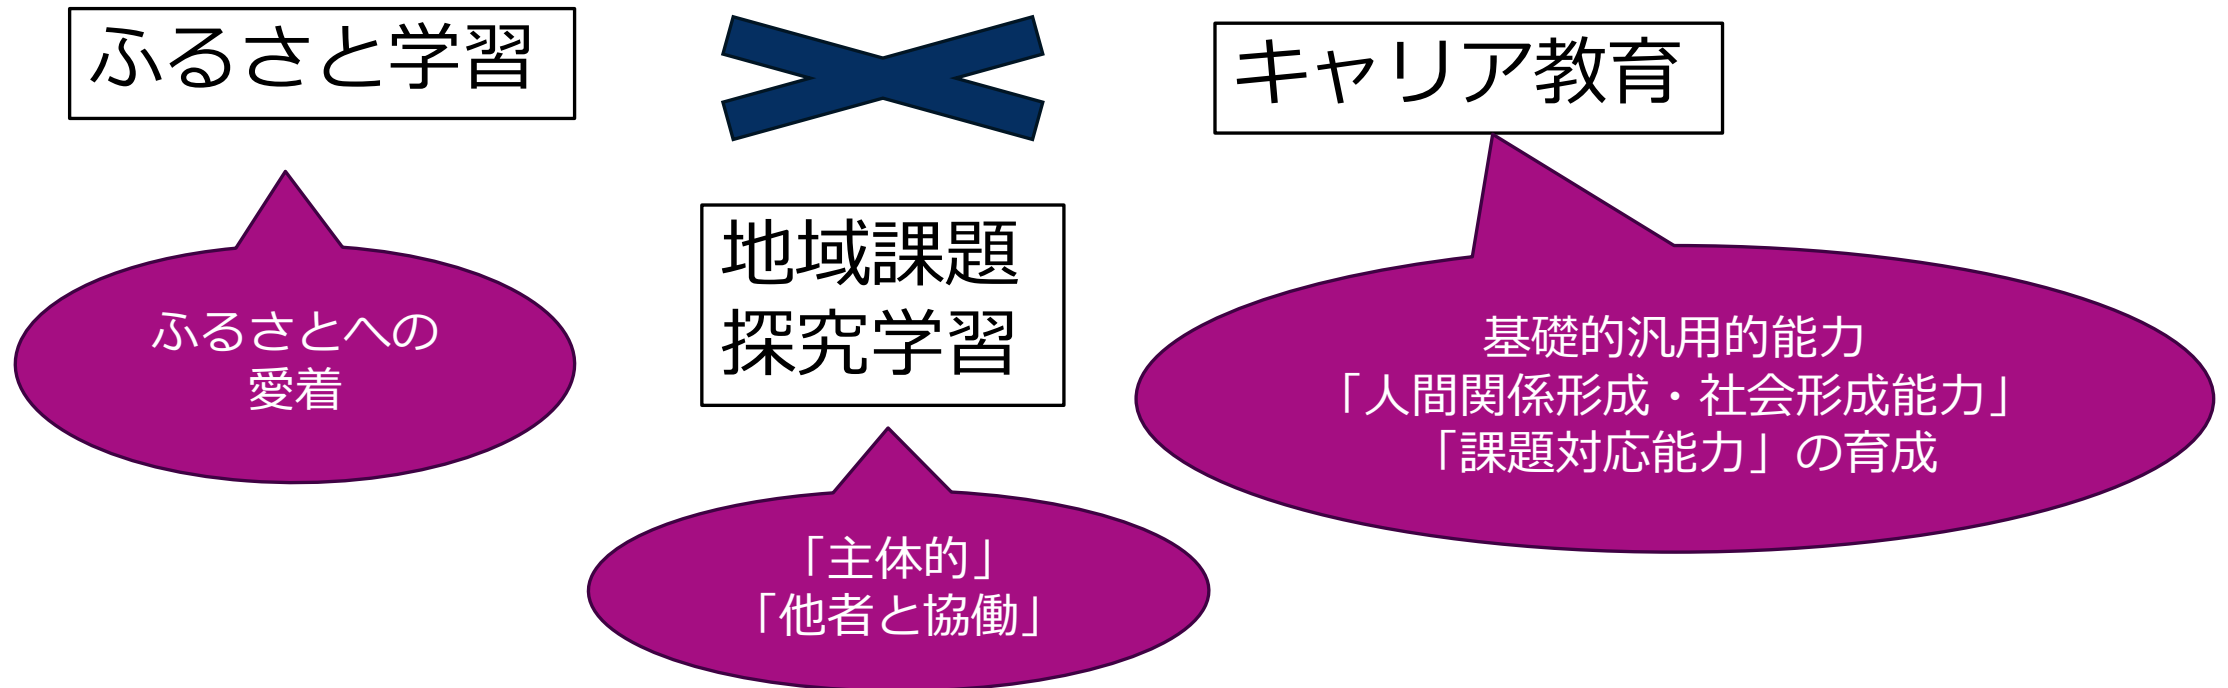 ふるさと学習
キャリア教育
地域課題
探究学習
ふるさとへの
愛着
基礎的汎用的能力
「人間関係形成・社会形成能力」
「課題対応能力」の育成
「主体的」
「他者と協働」